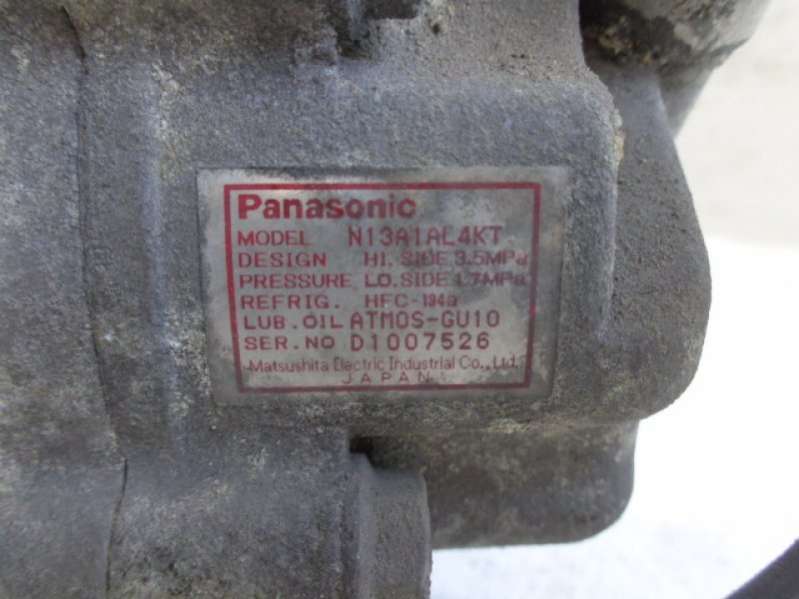 Panasonic
MODEL N13A1AL4KT
DESIGN HI.SIDE 3.5MPa
PRESSURE LO.SIDE 1.7MPa
REFRIG. HFC-134a
LUB.OIL ATMOS-GU10
SER.NO D1007526
Matsushita Electric Industrial Co.,Ltd.
JAPAN